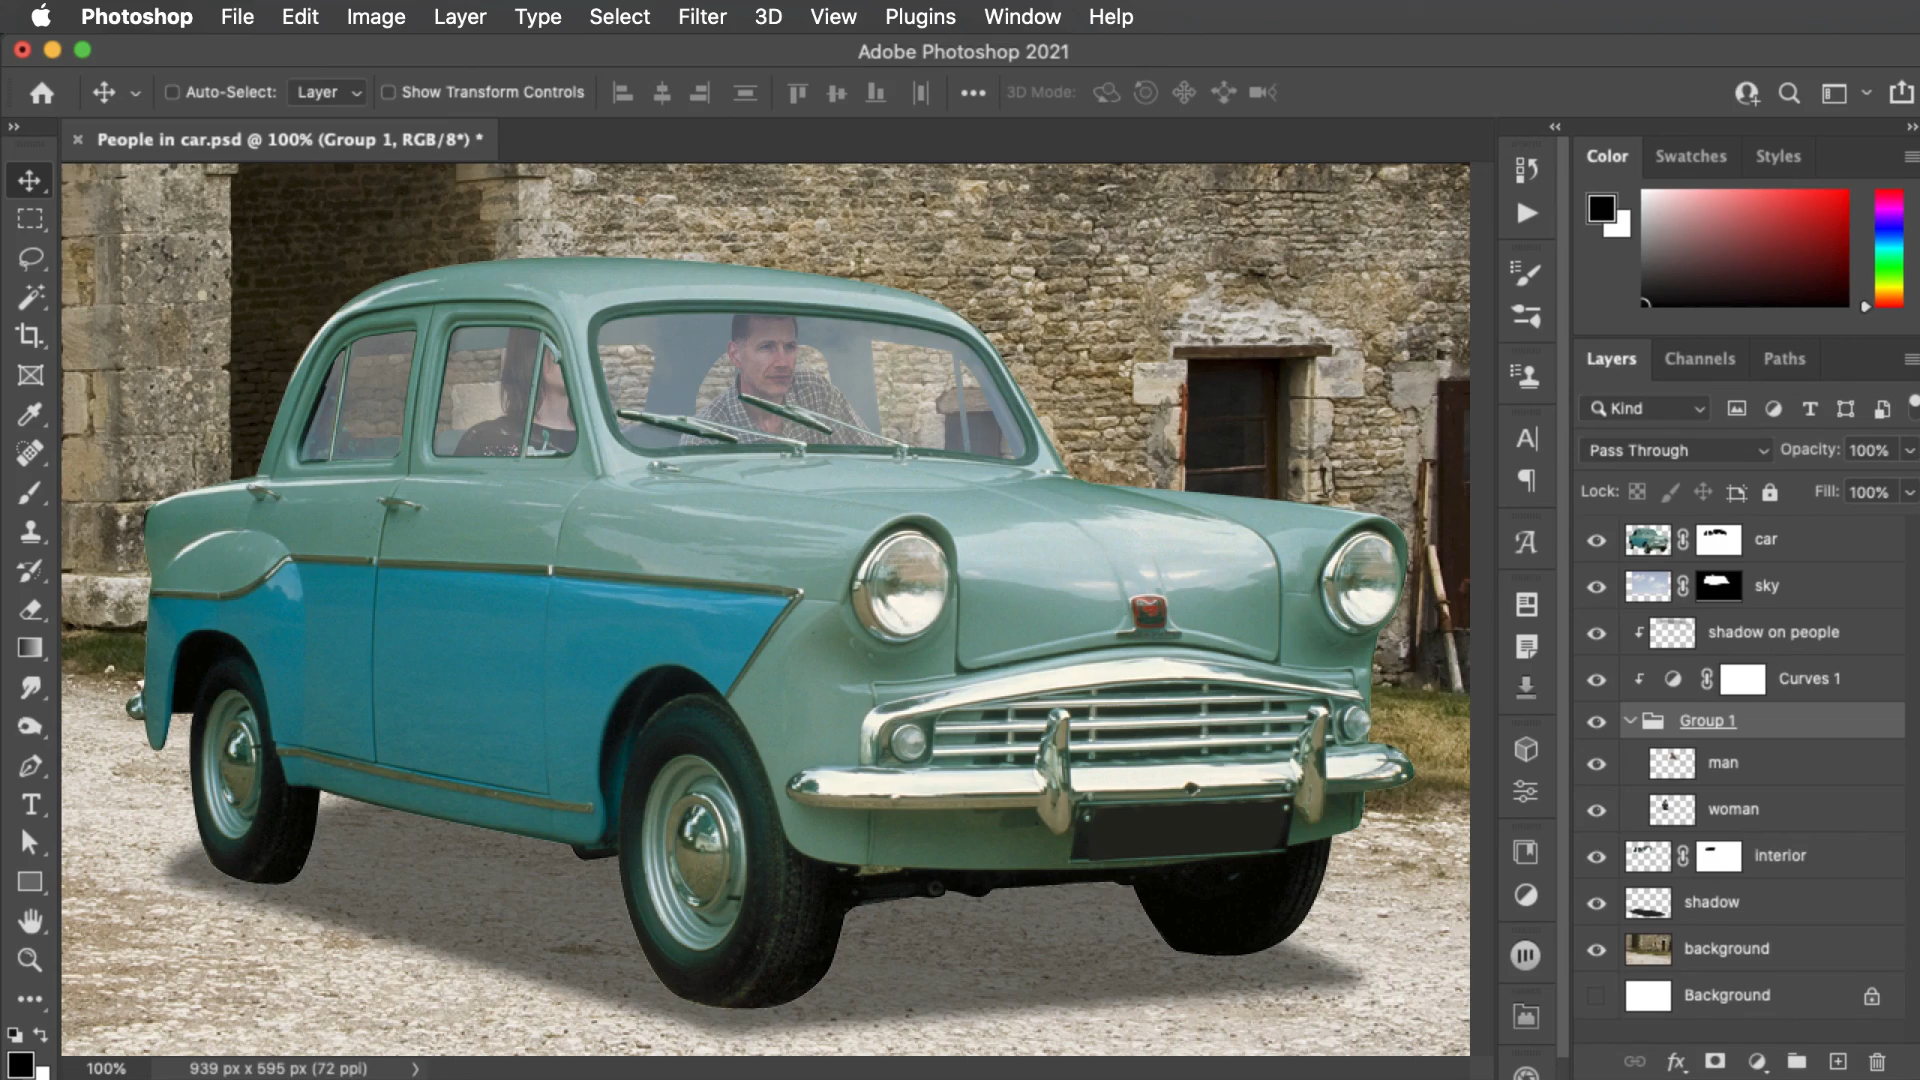 Photoshop File Edit Image Layer Type Select Filter 3D View Plugins Window Help
Adobe Photoshop 2021
Auto-Select: Layer Show Transform Controls 3D Mode:
People in car.psd @ 100% (Group 1, RGB/8*) *
Color Swatches Styles
Layers Channels Paths
Kind
Pass Through Opacity: 100%
Lock: Fill: 100%
car
sky
shadow on people
Curves 1
Group 1
man
woman
interior
shadow
background
Background
100% 939 px x 595 px (72 ppi)